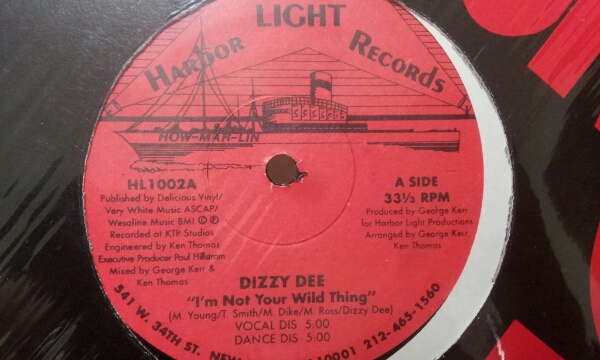 Harbor LIGHT Records
HOW-MAR-LIN
HL1002A
Published by Delicious Vinyl/
Very White Music ASCAP/
Wesaline Music BMI © ℗
Recorded at KTP Studios
Engineered by Ken Thomas
Executive Producer Paul Hillstrom
Mixed by George Kerr &
Ken Thomas
A SIDE
33⅓ RPM
Produced by George Kerr
for Harbor Light Productions
Arranged by George Kerr,
Ken Thomas
DIZZY DEE
"I'm Not Your Wild Thing"
M. Young/T. Smith/M. Dike/M. Ross/Dizzy Dee)
VOCAL DIS 5:00
DANCE DIS 5:00
541 W. 34TH ST. NEW 10001 212-465-1560